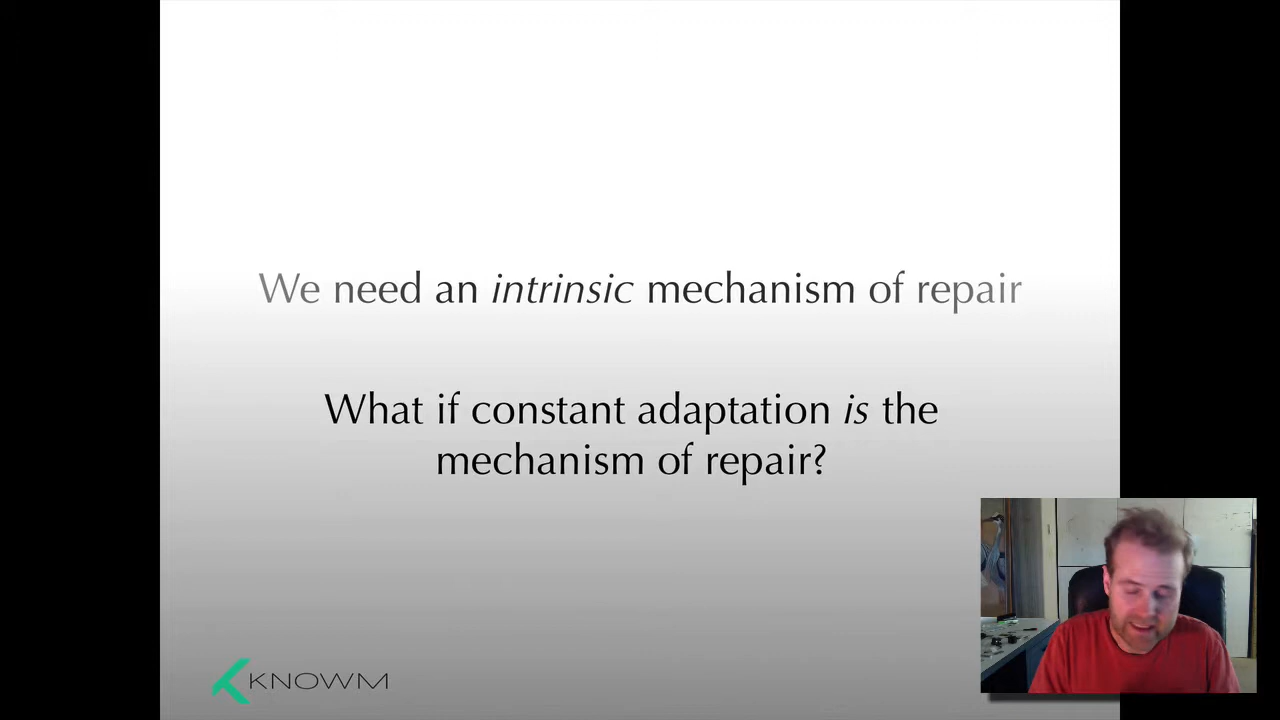 We need an intrinsic mechanism of repair
What if constant adaptation is the
mechanism of repair?
KNOWM